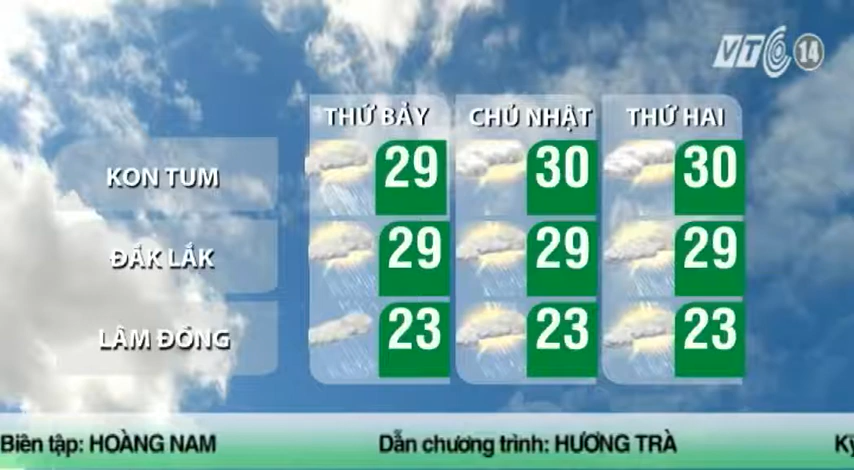 VTC 14
THỨ BẢY CHỦ NHẬT THỨ HAI
KON TUM 29 30 30
ĐẮK LẮK 29 29 29
LÂM ĐỒNG 23 23 23
Biên tập: HOÀNG NAM Dẫn chương trình: HƯƠNG TRÀ Kỹ